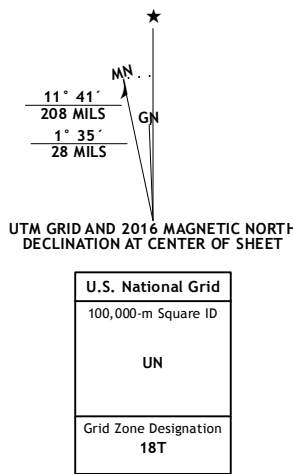 ★
MN
GN
11° 41´
208 MILS
1° 35´
28 MILS
UTM GRID AND 2016 MAGNETIC NORTH
DECLINATION AT CENTER OF SHEET
U.S. National Grid
100,000-m Square ID
UN
Grid Zone Designation
18T